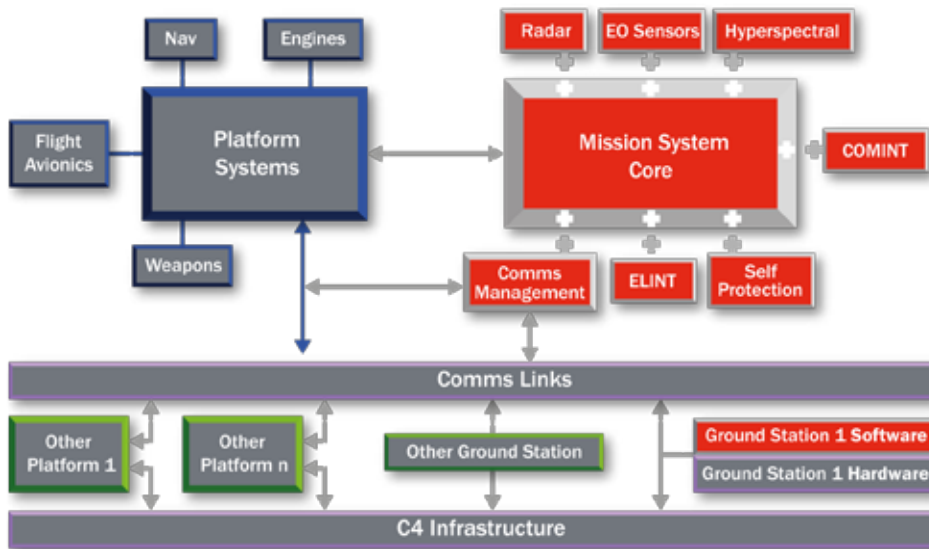 Nav
Engines
Radar
EO Sensors
Hyperspectral
Flight
Avionics
Platform
Systems
Mission System
Core
COMINT
Weapons
Comms
Management
ELINT
Self
Protection
Comms Links
Other
Platform 1
Other
Platform n
Other Ground Station
Ground Station 1 Software
Ground Station 1 Hardware
C4 Infrastructure